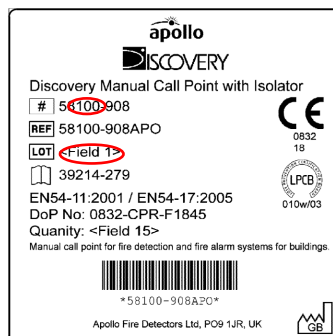 apollo
DISCOVERY
Discovery Manual Call Point with Isolator
# 58100-908
REF 58100-908APO
LOT <Field 1>
39214-279
EN54-11:2001 / EN54-17:2005
DoP No: 0832-CPR-F1845
Quanity: <Field 15>
Manual call point for fire detection and fire alarm systems for buildings.
*58100-908APO*
Apollo Fire Detectors Ltd, PO9 1JR, UK
CE
0832
18
LPCB
010w/03
GB